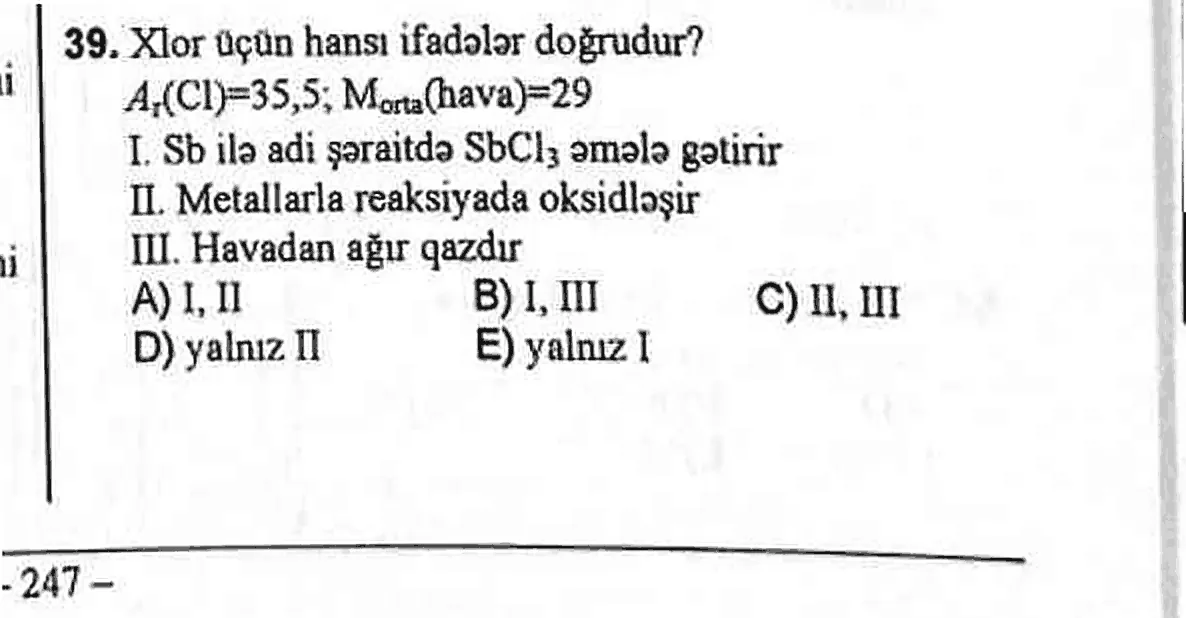 39. Xlor üçün hansı ifadələr doğrudur?
Aᵣ(Cl)=35,5; Mₒᵣₜₐ(hava)=29
I. Sb ilə adi şəraitdə SbCl₃ əmələ gətirir
II. Metallarla reaksiyada oksidləşir
III. Havadan ağır qazdır
A) I, II B) I, III C) II, III
D) yalnız II E) yalnız I
- 247 –